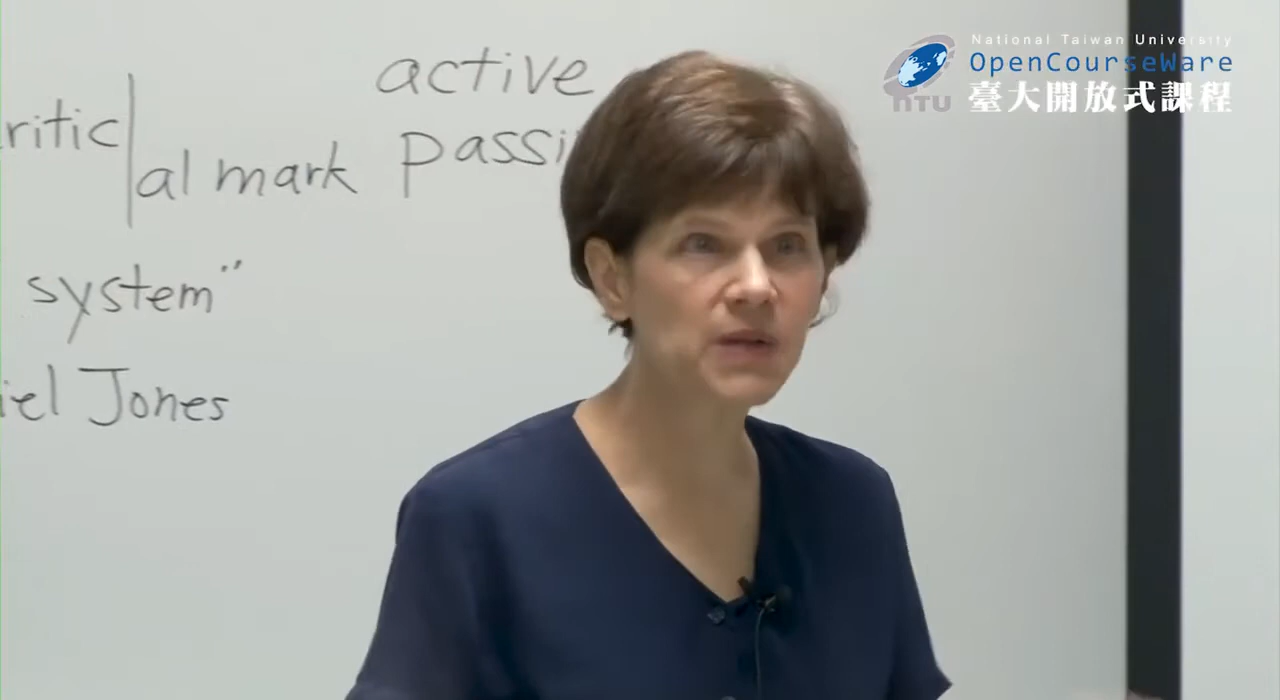 National Taiwan University
OpenCourseWare
臺大開放式課程
NTU
active
ritic
al mark passi
system"
iel Jones